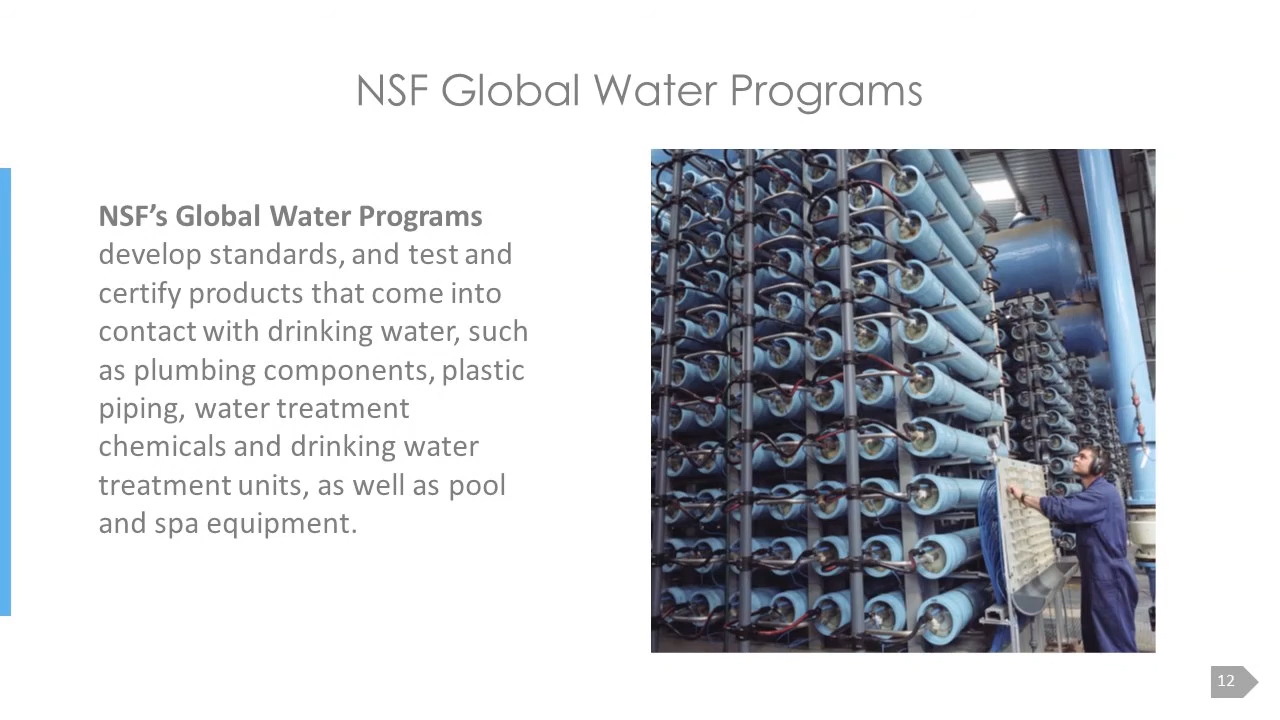 NSF Global Water Programs
NSF’s Global Water Programs
develop standards, and test and
certify products that come into
contact with drinking water, such
as plumbing components, plastic
piping, water treatment
chemicals and drinking water
treatment units, as well as pool
and spa equipment.
12